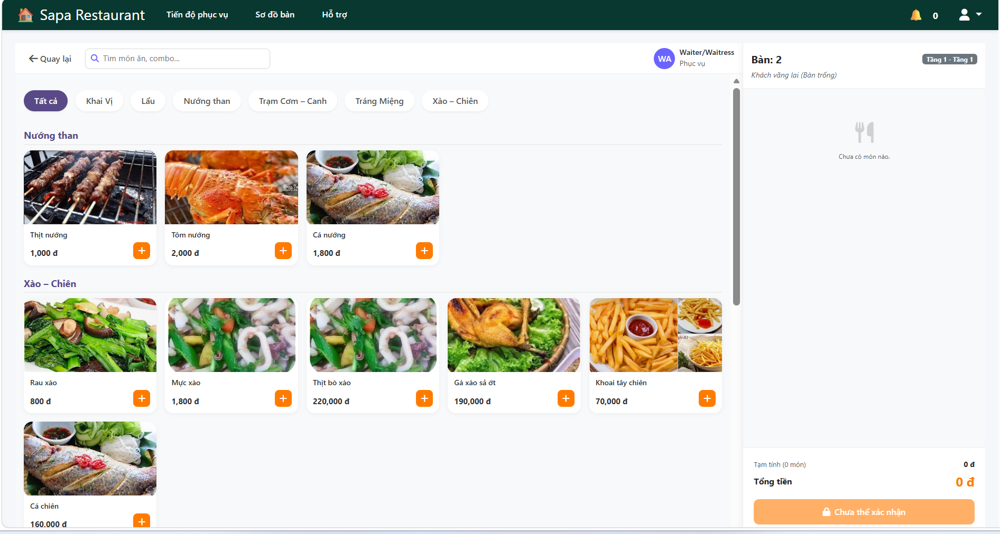 Sapa Restaurant
Tiến độ phục vụ
Sơ đồ bàn
Hỗ trợ
0
Quay lại
Tìm món ăn, combo...
WA
Waiter/Waitress
Phục vụ
Tất cả
Khai Vị
Lẩu
Nướng than
Trạm Cơm – Canh
Tráng Miệng
Xào – Chiên
Nướng than
Thịt nướng
1,000 đ
Tôm nướng
2,000 đ
Cá nướng
1,800 đ
Xào – Chiên
Rau xào
800 đ
Mực xào
1,800 đ
Thịt bò xào
220,000 đ
Gà xào sả ớt
190,000 đ
Khoai tây chiên
70,000 đ
Cá chiên
160,000 đ
Bàn: 2
Tầng 1 - Tầng 1
Khách vãng lai (Bàn trống)
Chưa có món nào.
Tạm tính (0 món)
0 đ
Tổng tiền
0 đ
Chưa thể xác nhận